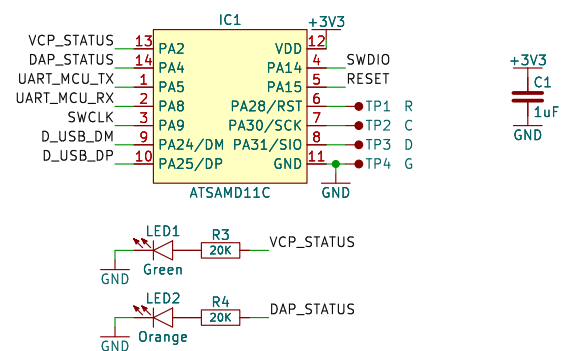 IC1
+3V3
VCP_STATUS 13 PA2 VDD 12
DAP_STATUS 14 PA4 PA14 4 SWDIO
UART_MCU_TX 1 PA5 PA15 5 RESET
UART_MCU_RX 2 PA8 PA28/RST 6 TP1 R
SWCLK 3 PA9 PA30/SCK 7 TP2 C
D_USB_DM 9 PA24/DM PA31/SIO 8 TP3 D
D_USB_DP 10 PA25/DP GND 11 TP4 G
ATSAMD11C
GND
+3V3
C1
1uF
GND
LED1 R3 VCP_STATUS
20K
Green
GND
LED2 R4 DAP_STATUS
20K
Orange
GND